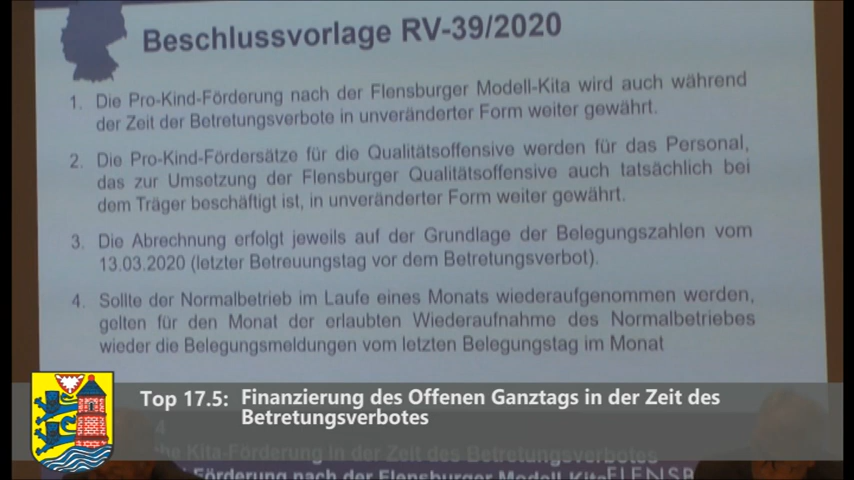 Beschlussvorlage RV-39/2020
1. Die Pro-Kind-Förderung nach der Flensburger Modell-Kita wird auch während
der Zeit der Betretungsverbote in unveränderter Form weiter gewährt.
2. Die Pro-Kind-Fördersätze für die Qualitätsoffensive werden für das Personal,
das zur Umsetzung der Flensburger Qualitätsoffensive auch tatsächlich bei
dem Träger beschäftigt ist, in unveränderter Form weiter gewährt.
3. Die Abrechnung erfolgt jeweils auf der Grundlage der Belegungszahlen vom
13.03.2020 (letzter Betreuungstag vor dem Betretungsverbot).
4. Sollte der Normalbetrieb im Laufe eines Monats wiederaufgenommen werden,
gelten für den Monat der erlaubten Wiederaufnahme des Normalbetriebes
wieder die Belegungsmeldungen vom letzten Belegungstag im Monat
Top 17.5: Finanzierung des Offenen Ganztags in der Zeit des
Betretungsverbotes
Kita-Förderung in der Zeit des Betretungsverbotes
Förderung nach der Flensburger Modell-Kita FLENSB